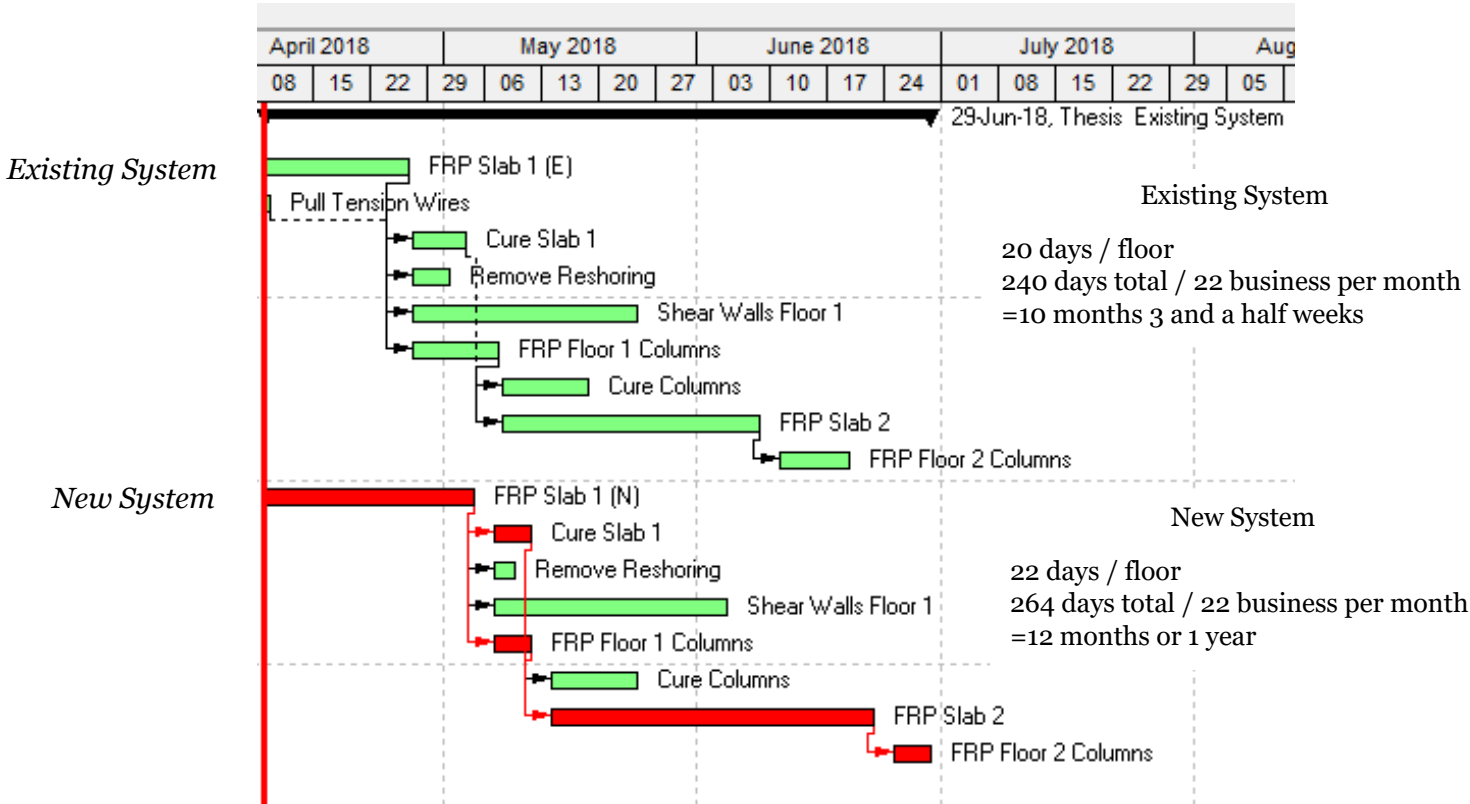 April 2018 May 2018 June 2018 July 2018 Aug
08 15 22 29 06 13 20 27 03 10 17 24 01 08 15 22 29 05
29-Jun-18, Thesis Existing System
Existing System
FRP Slab 1 (E)
Pull Tension Wires
Cure Slab 1
Remove Reshoring
Shear Walls Floor 1
FRP Floor 1 Columns
Cure Columns
FRP Slab 2
FRP Floor 2 Columns
Existing System
20 days / floor
240 days total / 22 business per month
=10 months 3 and a half weeks
New System
FRP Slab 1 (N)
Cure Slab 1
Remove Reshoring
Shear Walls Floor 1
FRP Floor 1 Columns
Cure Columns
FRP Slab 2
FRP Floor 2 Columns
New System
22 days / floor
264 days total / 22 business per month
=12 months or 1 year